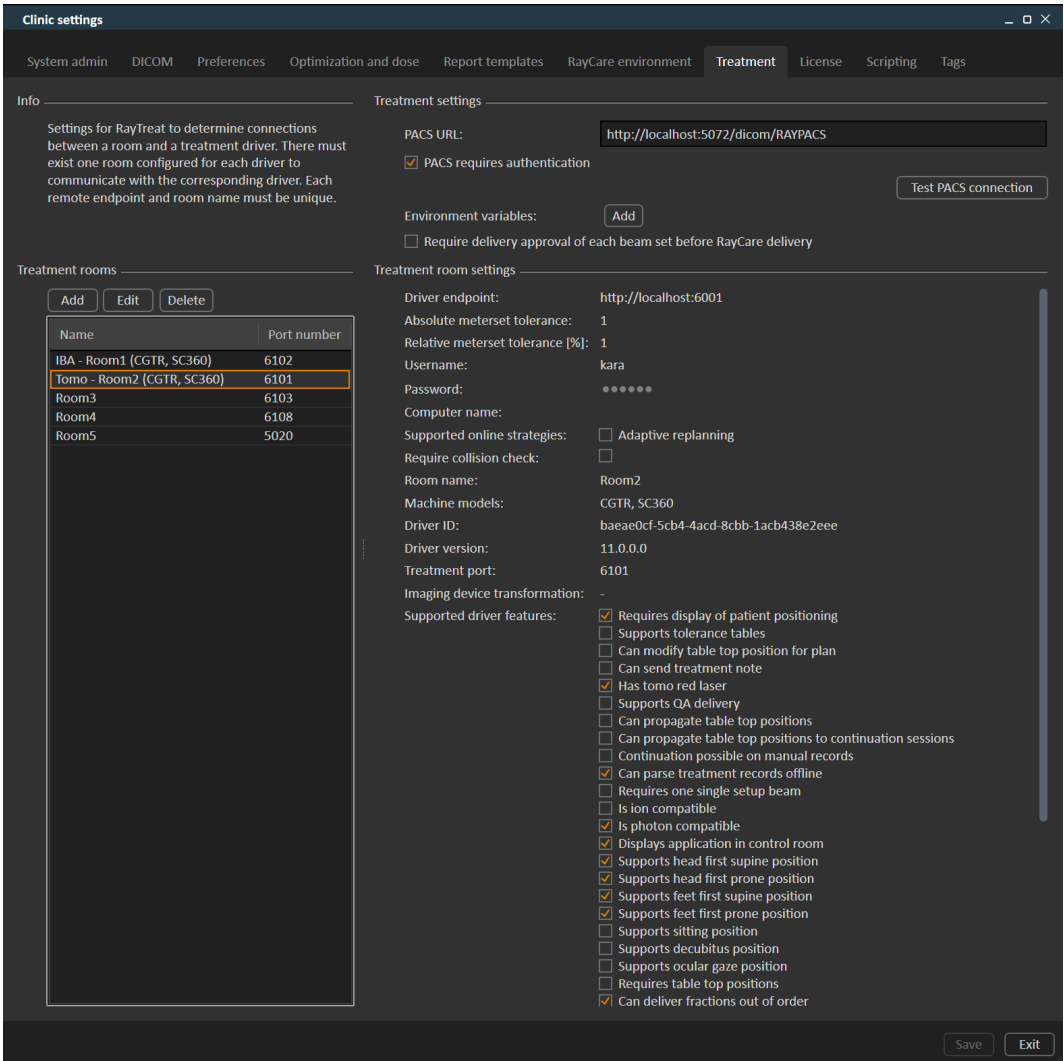 Clinic settings
System admin DICOM Preferences Optimization and dose Report templates RayCare environment Treatment License Scripting Tags
Info
Settings for RayTreat to determine connections
between a room and a treatment driver. There must
exist one room configured for each driver to
communicate with the corresponding driver. Each
remote endpoint and room name must be unique.
Treatment settings
PACS URL: http://localhost:5072/dicom/RAYPACS
PACS requires authentication
Test PACS connection
Environment variables: Add
Require delivery approval of each beam set before RayCare delivery
Treatment rooms
Add Edit Delete
Name Port number
IBA - Room1 (CGTR, SC360) 6102
Tomo - Room2 (CGTR, SC360) 6101
Room3 6103
Room4 6108
Room5 5020
Treatment room settings
Driver endpoint: http://localhost:6001
Absolute meterset tolerance: 1
Relative meterset tolerance [%]: 1
Username: kara
Password: ●●●●●●
Computer name:
Supported online strategies: Adaptive replanning
Require collision check:
Room name: Room2
Machine models: CGTR, SC360
Driver ID: baeae0cf-5cb4-4acd-8cbb-1acb438e2eee
Driver version: 11.0.0.0
Treatment port: 6101
Imaging device transformation: -
Supported driver features: Requires display of patient positioning
Supports tolerance tables
Can modify table top position for plan
Can send treatment note
Has tomo red laser
Supports QA delivery
Can propagate table top positions
Can propagate table top positions to continuation sessions
Continuation possible on manual records
Can parse treatment records offline
Requires one single setup beam
Is ion compatible
Is photon compatible
Displays application in control room
Supports head first supine position
Supports head first prone position
Supports feet first supine position
Supports feet first prone position
Supports sitting position
Supports decubitus position
Supports ocular gaze position
Requires table top positions
Can deliver fractions out of order
Save Exit